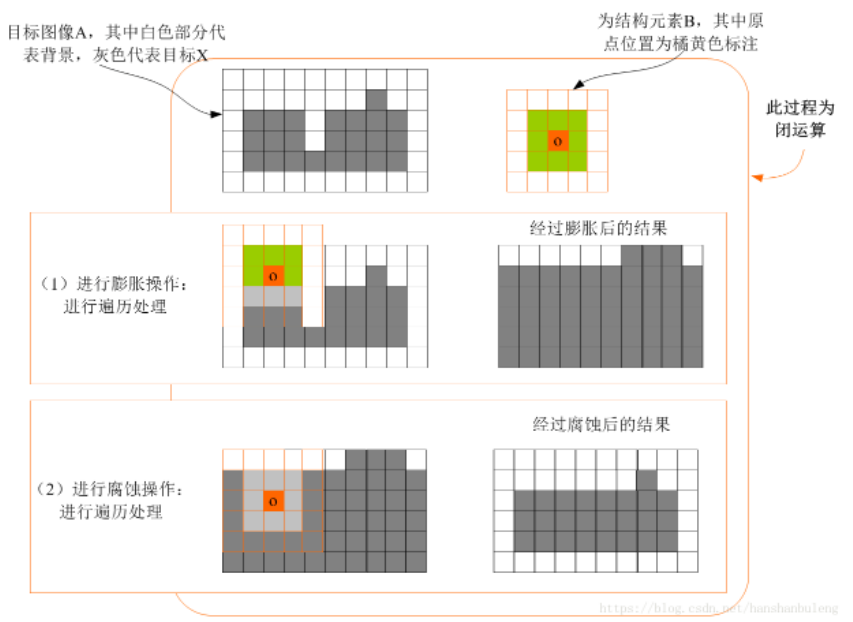 目标图像A，其中白色部分代
表背景，灰色代表目标X
为结构元素B，其中原
点位置为橘黄色标注
此过程为
闭运算
O
（1）进行膨胀操作：
进行遍历处理
O
经过膨胀后的结果
（2）进行腐蚀操作：
进行遍历处理
O
经过腐蚀后的结果
https://blog.csdn.net/hanshanbuleng